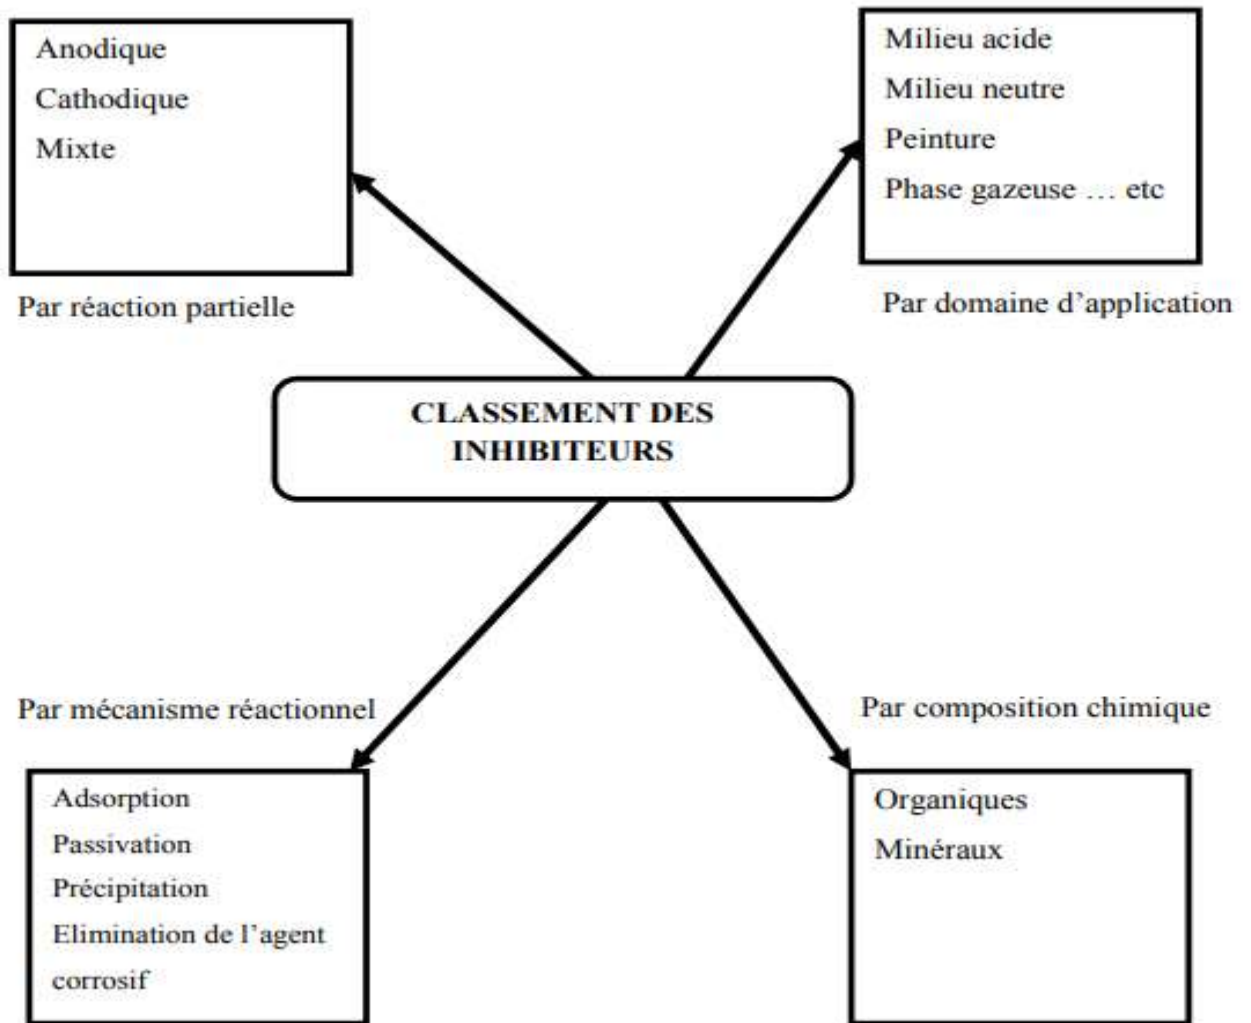 Anodique
Cathodique
Mixte
Par réaction partielle
Milieu acide
Milieu neutre
Peinture
Phase gazeuse … etc
Par domaine d’application
CLASSEMENT DES
INHIBITEURS
Par mécanisme réactionnel
Adsorption
Passivation
Précipitation
Elimination de l’agent
corrosif
Par composition chimique
Organiques
Minéraux